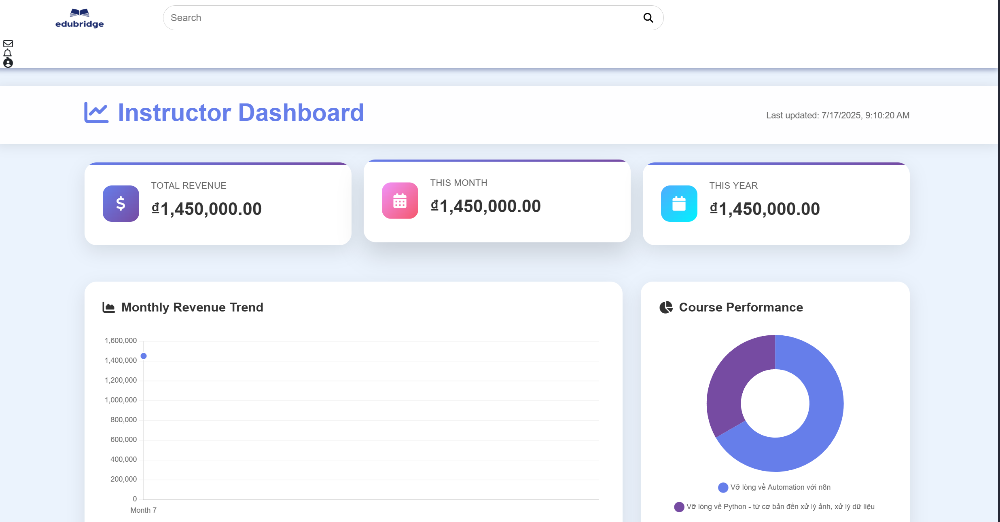 edubridge
Search
Instructor Dashboard
Last updated: 7/17/2025, 9:10:20 AM
TOTAL REVENUE
₫1,450,000.00
THIS MONTH
₫1,450,000.00
THIS YEAR
₫1,450,000.00
Monthly Revenue Trend
1,600,000
1,400,000
1,200,000
1,000,000
800,000
600,000
400,000
200,000
0
Month 7
Course Performance
Vỡ lòng về Automation với n8n
Vỡ lòng về Python - từ cơ bản đến xử lý ảnh, xử lý dữ liệu